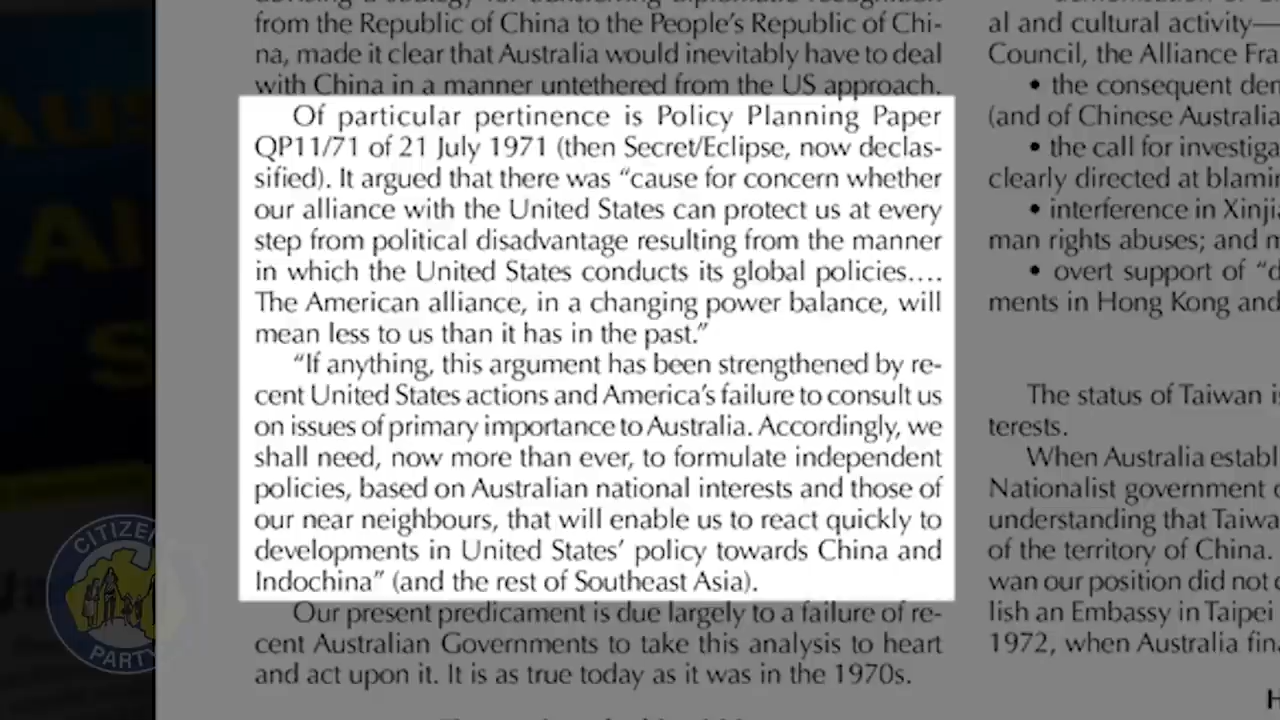 from the Republic of China to the People's Republic of Chi-
na, made it clear that Australia would inevitably have to deal
with China in a manner untethered from the US approach.
Of particular pertinence is Policy Planning Paper
QP11/71 of 21 July 1971 (then Secret/Eclipse, now declas-
sified). It argued that there was “cause for concern whether
our alliance with the United States can protect us at every
step from political disadvantage resulting from the manner
in which the United States conducts its global policies….
The American alliance, in a changing power balance, will
mean less to us than it has in the past.”
“If anything, this argument has been strengthened by re-
cent United States actions and America’s failure to consult us
on issues of primary importance to Australia. Accordingly, we
shall need, now more than ever, to formulate independent
policies, based on Australian national interests and those of
our near neighbours, that will enable us to react quickly to
developments in United States’ policy towards China and
Indochina” (and the rest of Southeast Asia).
Our present predicament is due largely to a failure of re-
cent Australian Governments to take this analysis to heart
and act upon it. It is as true today as it was in the 1970s.
al and cultural activity—
Council, the Alliance Fra
• the consequent der
(and of Chinese Australia
• the call for investiga
clearly directed at blamin
• interference in Xinji
man rights abuses; and m
• overt support of “d
ments in Hong Kong and
The status of Taiwan i
terests.
When Australia establ
Nationalist government
understanding that Taiwa
of the territory of China.
wan our position did not
lish an Embassy in Taipei
1972, when Australia fina
H
CITIZEN
PARTY